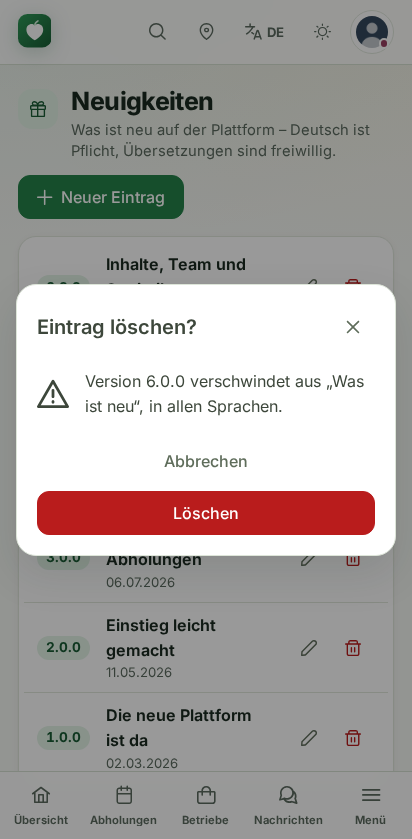 DE
Neuigkeiten
Was ist neu auf der Plattform – Deutsch ist
Pflicht, Übersetzungen sind freiwillig.
Neuer Eintrag
Inhalte, Team und
Eintrag löschen?
Version 6.0.0 verschwindet aus „Was
ist neu“, in allen Sprachen.
Abbrechen
Löschen
3.0.0
Abholungen
06.07.2026
2.0.0
Einstieg leicht
gemacht
11.05.2026
1.0.0
Die neue Plattform
ist da
02.03.2026
Übersicht
Abholungen
Betriebe
Nachrichten
Menü